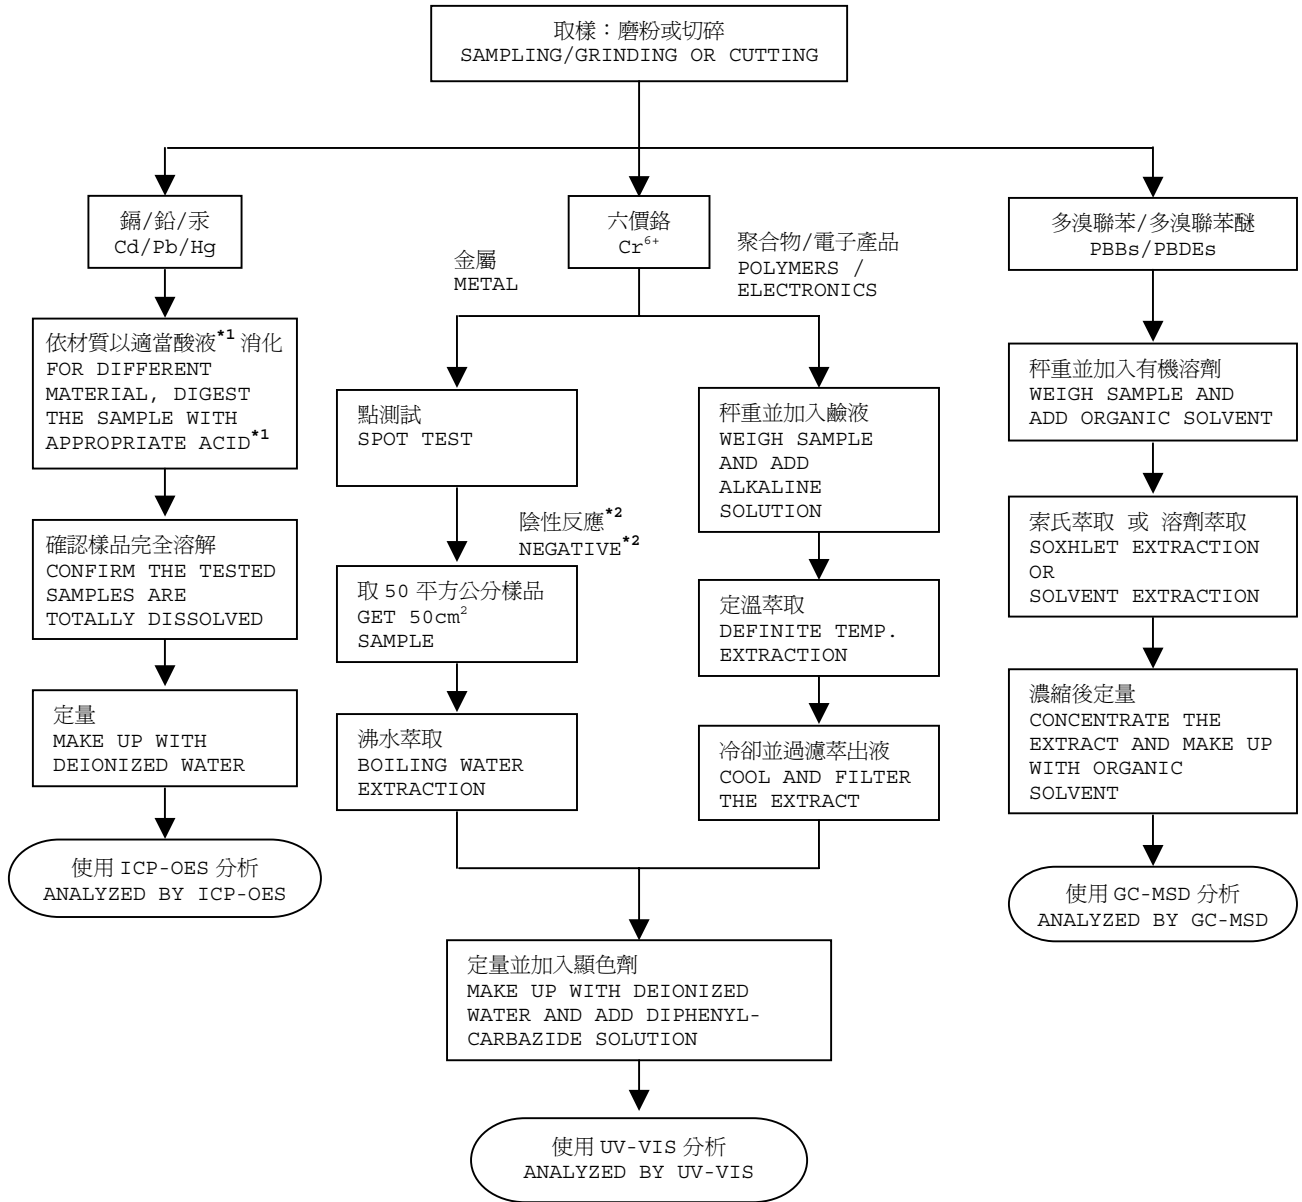 取樣：磨粉或切碎
SAMPLING/GRINDING OR CUTTING
鎘/鉛/汞
Cd/Pb/Hg
依材質以適當酸液*1 消化
FOR DIFFERENT
MATERIAL, DIGEST
THE SAMPLE WITH
APPROPRIATE ACID*1
確認樣品完全溶解
CONFIRM THE TESTED
SAMPLES ARE
TOTALLY DISSOLVED
定量
MAKE UP WITH
DEIONIZED WATER
使用 ICP-OES 分析
ANALYZED BY ICP-OES
六價鉻
Cr6+
金屬
METAL
點測試
SPOT TEST
陰性反應*2
NEGATIVE*2
取 50 平方公分樣品
GET 50cm2
SAMPLE
沸水萃取
BOILING WATER
EXTRACTION
聚合物/電子產品
POLYMERS /
ELECTRONICS
秤重並加入鹼液
WEIGH SAMPLE
AND ADD
ALKALINE
SOLUTION
定溫萃取
DEFINITE TEMP.
EXTRACTION
冷卻並過濾萃出液
COOL AND FILTER
THE EXTRACT
定量並加入顯色劑
MAKE UP WITH DEIONIZED
WATER AND ADD DIPHENYL-
CARBAZIDE SOLUTION
使用 UV-VIS 分析
ANALYZED BY UV-VIS
多溴聯苯/多溴聯苯醚
PBBs/PBDEs
秤重並加入有機溶劑
WEIGH SAMPLE AND
ADD ORGANIC SOLVENT
索氏萃取 或 溶劑萃取
SOXHLET EXTRACTION
OR
SOLVENT EXTRACTION
濃縮後定量
CONCENTRATE THE
EXTRACT AND MAKE UP
WITH ORGANIC
SOLVENT
使用 GC-MSD 分析
ANALYZED BY GC-MSD